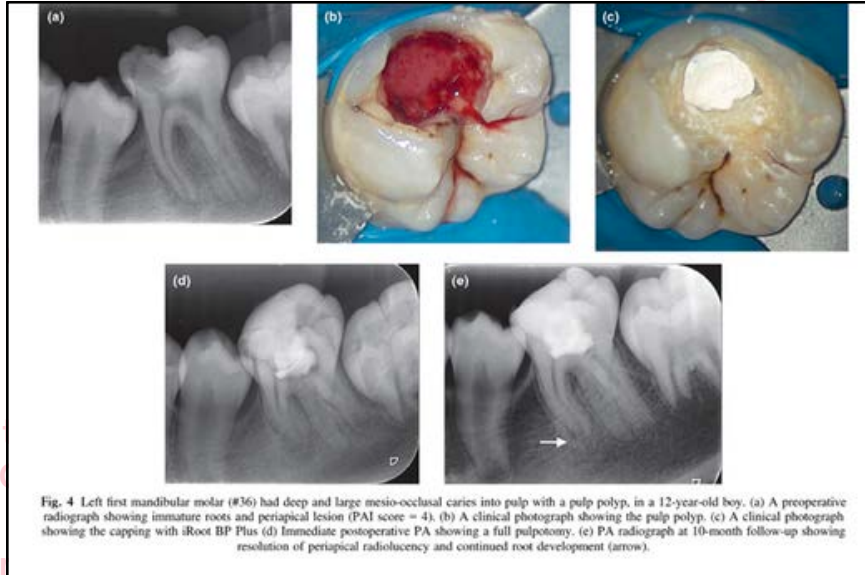 (a)
(b)
(c)
(d)
(e)
Fig. 4 Left first mandibular molar (#36) had deep and large mesio-occlusal caries into pulp with a pulp polyp, in a 12-year-old boy. (a) A preoperative
radiograph showing immature roots and periapical lesion (PAI score = 4). (b) A clinical photograph showing the pulp polyp. (c) A clinical photograph
showing the capping with iRoot BP Plus (d) Immediate postoperative PA showing a full pulpotomy. (e) PA radiograph at 10-month follow-up showing
resolution of periapical radiolucency and continued root development (arrow).